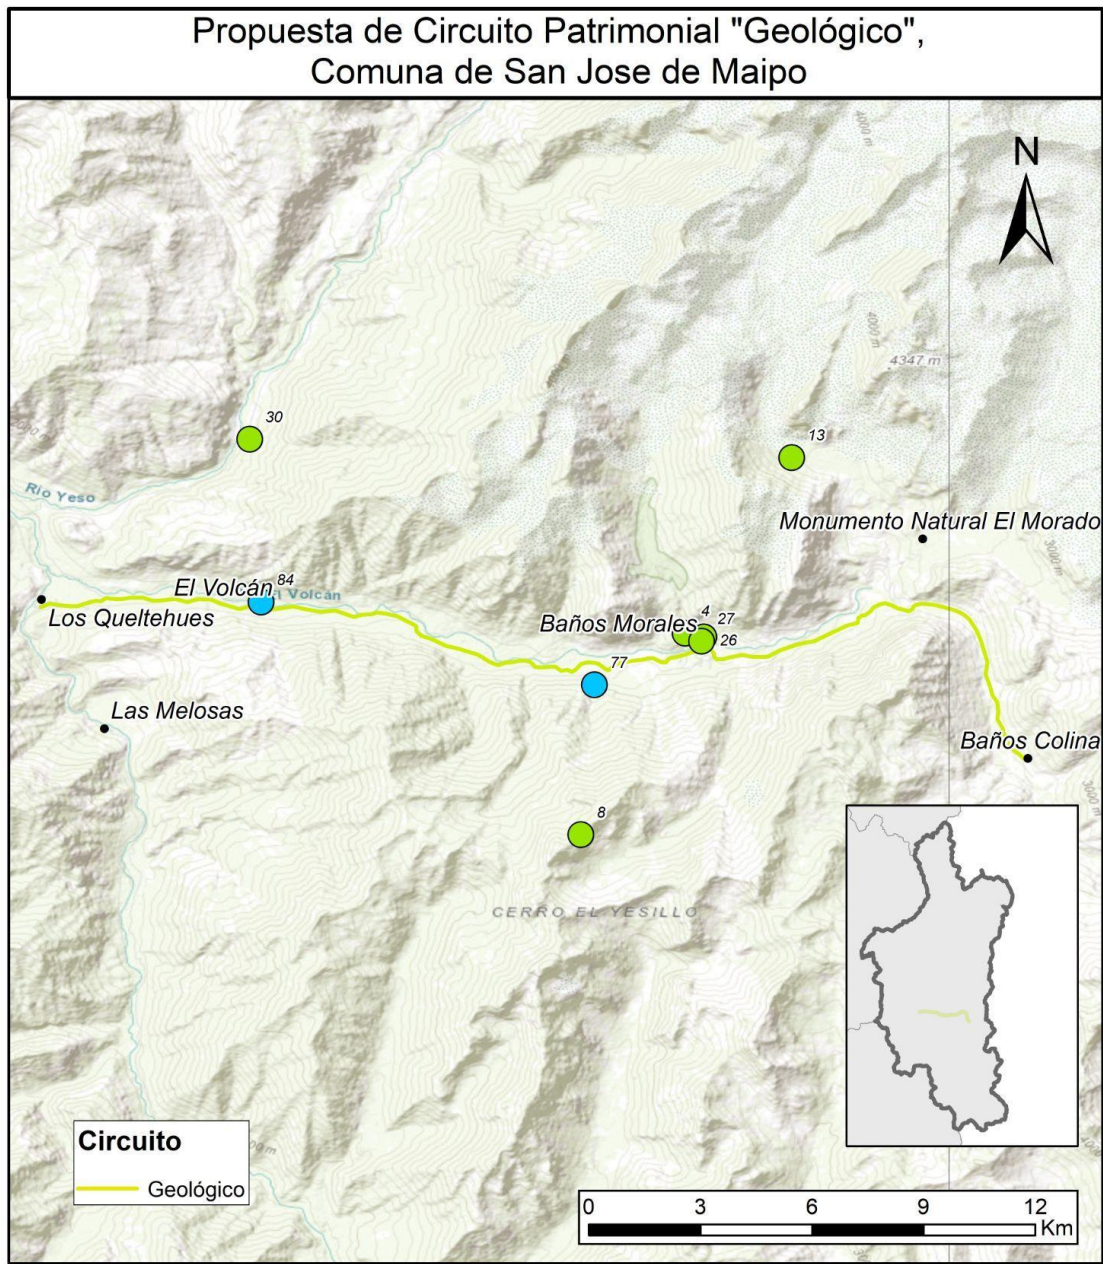 Propuesta de Circuito Patrimonial "Geológico",
Comuna de San Jose de Maipo
4000 m
N
4000 m
4347 m
30
13
Río Yeso
Monumento Natural El Morado
3000 m
El Volcán
84
Volcán
Los Queltehues
4
27
Baños Morales
26
77
Las Melosas
Baños Colina
3000 m
8
CERRO EL YESILLO
Circuito
Geológico
0 3 6 9 12
Km